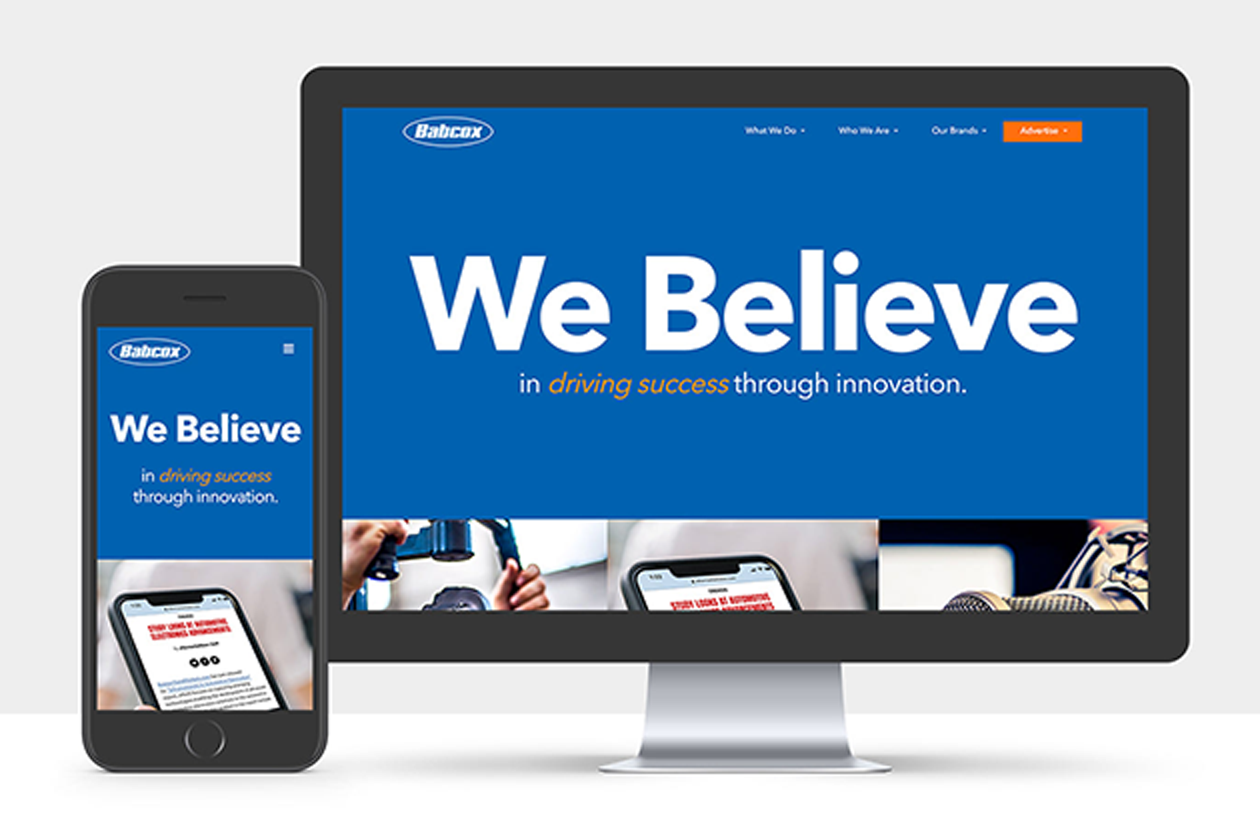 Babcox
What We Do
Who We Are
Our Brands
Advertise
We Believe
in driving success through innovation.
STUDY LOOKS AT AUTOMOTIVE
ELECTRONICS ADVANCEMENTS
Babcox
We Believe
in driving success
through innovation.
STUDY LOOKS AT AUTOMOTIVE
ELECTRONICS ADVANCEMENTS